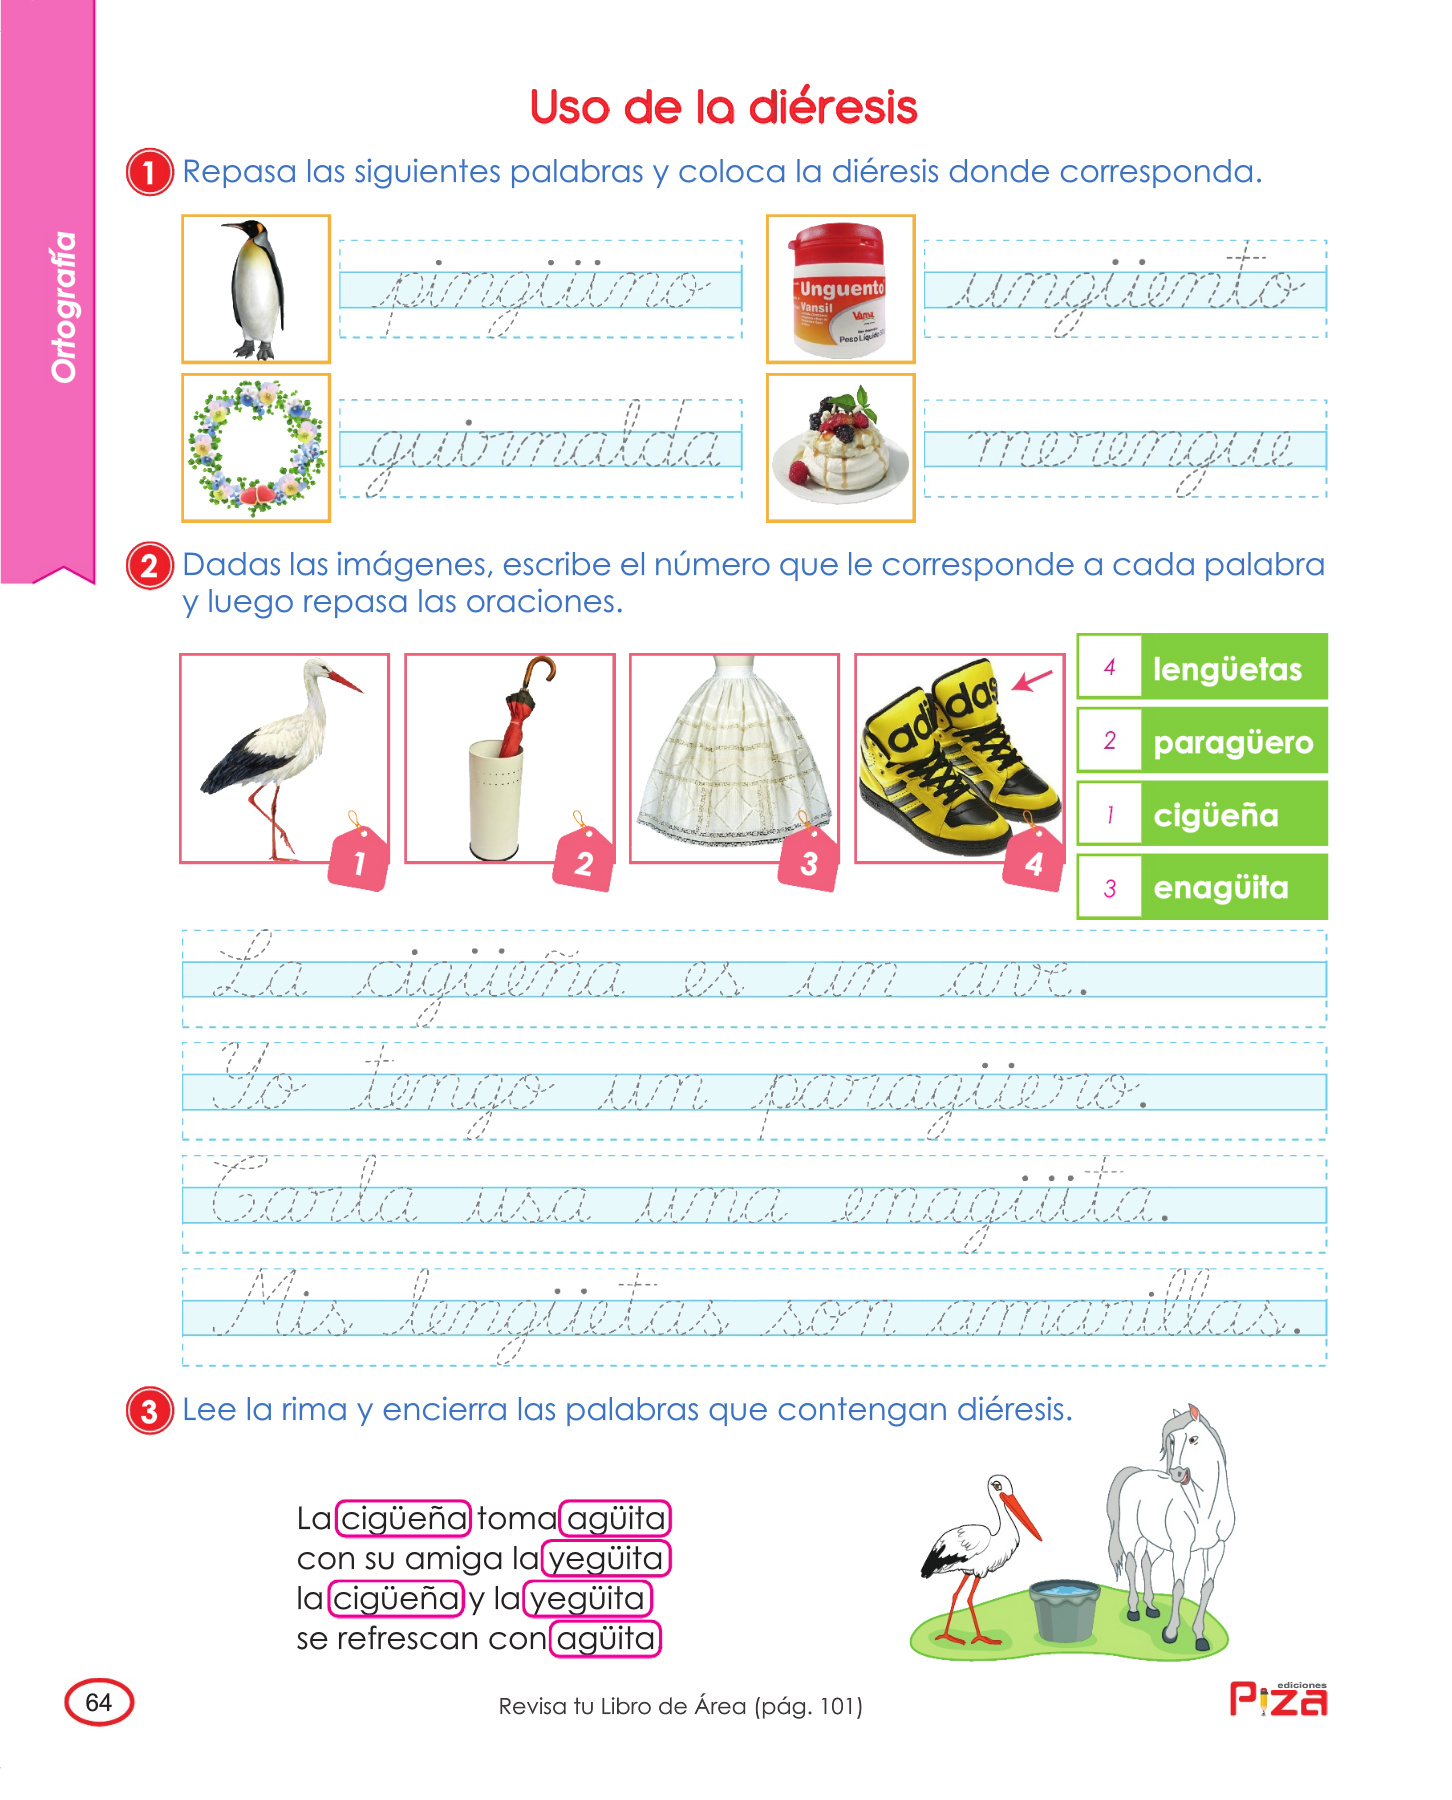 Ortografía
Uso de la diéresis
1 Repasa las siguientes palabras y coloca la diéresis donde corresponda.
pingüino
Unguento
Vansil
Peso Líquido
ungüento
guirnalda
merengue
2 Dadas las imágenes, escribe el número que le corresponde a cada palabra
y luego repasa las oraciones.
adi das
1
2
3
4
4 lengüetas
2 paragüero
1 cigüeña
3 enagüita
La cigüeña es un ave.
Yo tengo un paragüero.
Carla usa una enagüita.
Mis lengüetas son amarillas.
3 Lee la rima y encierra las palabras que contengan diéresis.
La cigüeña toma agüita
con su amiga la yegüita
la cigüeña y la yegüita
se refrescan con agüita.
64
Revisa tu Libro de Área (pág. 101)
ediciones
Piza